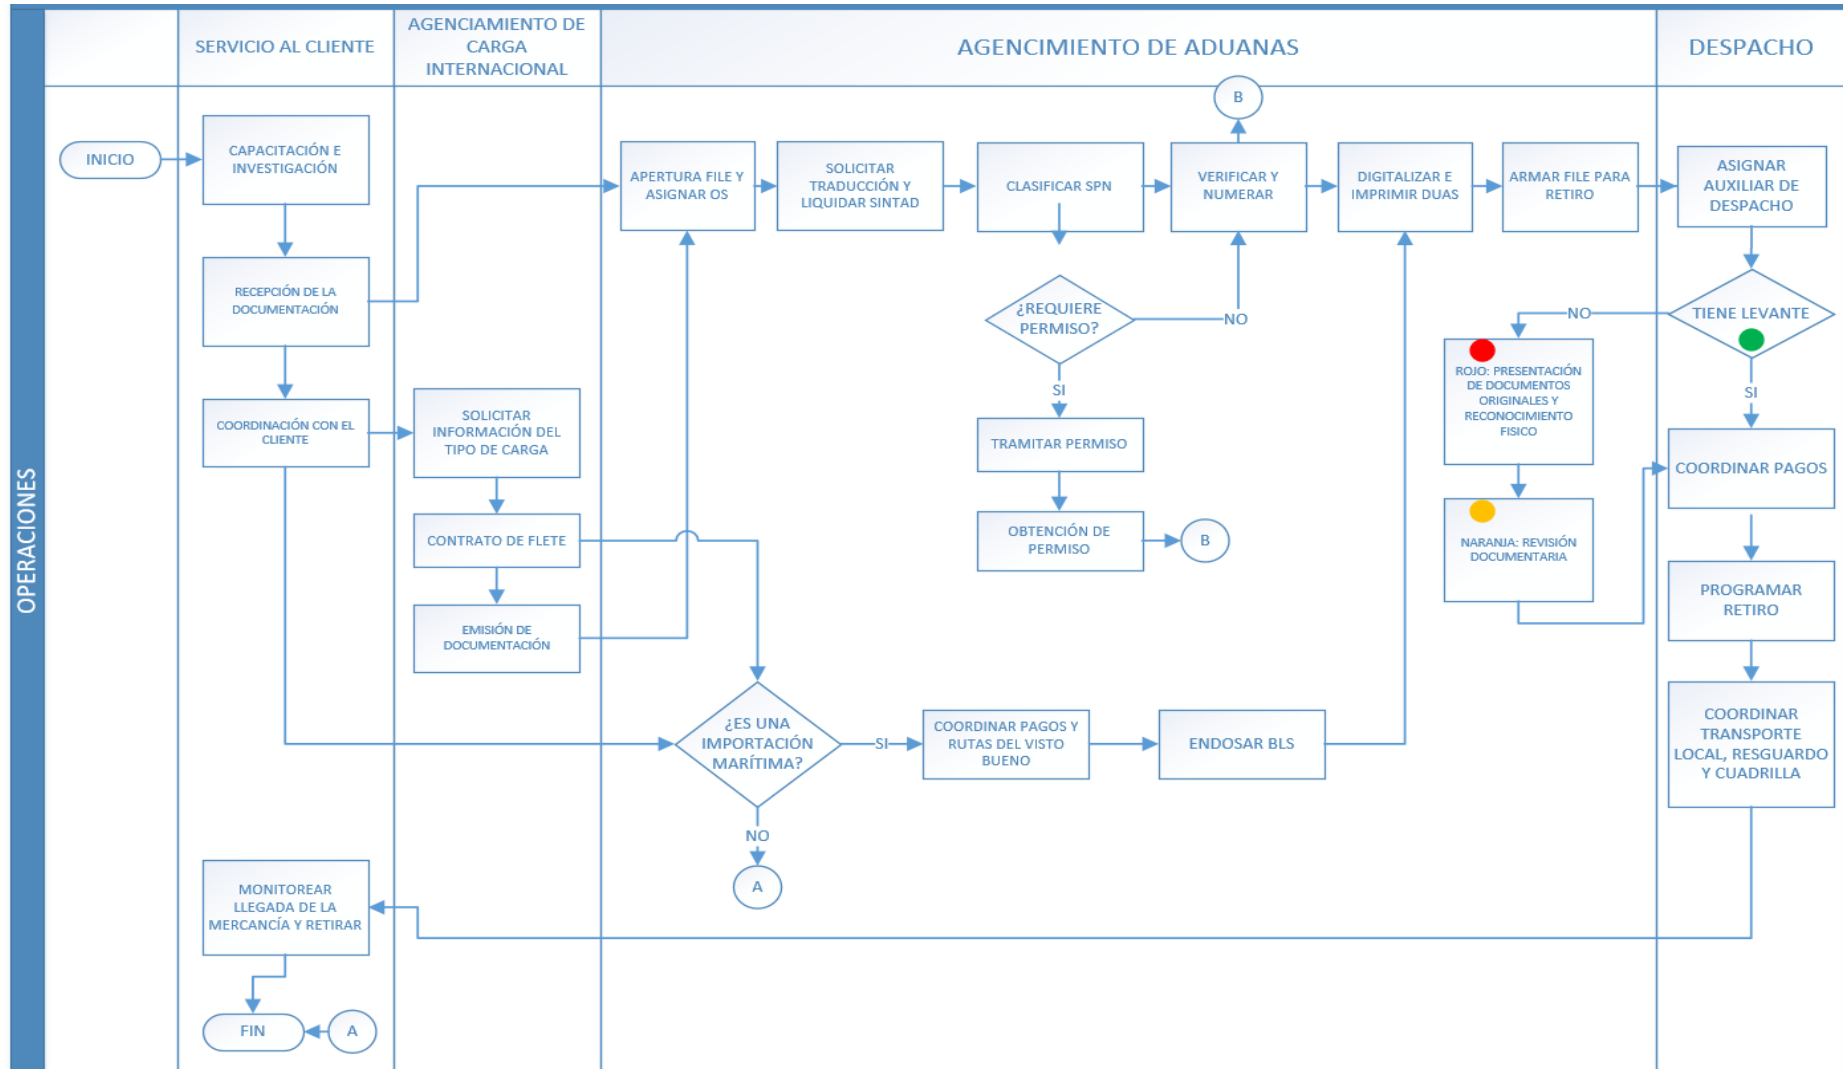 OPERACIONES
SERVICIO AL CLIENTE
AGENCIAMIENTO DE
CARGA
INTERNACIONAL
AGENCIMIENTO DE ADUANAS
DESPACHO
INICIO
CAPACITACIÓN E
INVESTIGACIÓN
RECEPCIÓN DE LA
DOCUMENTACIÓN
COORDINACIÓN CON EL
CLIENTE
SOLICITAR
INFORMACIÓN DEL
TIPO DE CARGA
CONTRATO DE FLETE
EMISIÓN DE
DOCUMENTACIÓN
APERTURA FILE Y
ASIGNAR OS
SOLICITAR
TRADUCCIÓN Y
LIQUIDAR SINTAD
CLASIFICAR SPN
B
VERIFICAR Y
NUMERAR
DIGITALIZAR E
IMPRIMIR DUAS
ARMAR FILE PARA
RETIRO
¿REQUIERE
PERMISO?
NO
SI
TRAMITAR PERMISO
OBTENCIÓN DE
PERMISO
B
¿ES UNA
IMPORTACIÓN
MARÍTIMA?
SI
COORDINAR PAGOS Y
RUTAS DEL VISTO
BUENO
ENDOSAR BLS
NO
A
ASIGNAR
AUXILIAR DE
DESPACHO
TIENE LEVANTE
NO
ROJO: PRESENTACIÓN
DE DOCUMENTOS
ORIGINALES Y
RECONOCIMIENTO
FISICO
NARANJA: REVISIÓN
DOCUMENTARIA
SI
COORDINAR PAGOS
PROGRAMAR
RETIRO
COORDINAR
TRANSPORTE
LOCAL, RESGUARDO
Y CUADRILLA
MONITOREAR
LLEGADA DE LA
MERCANCÍA Y RETIRAR
FIN
A